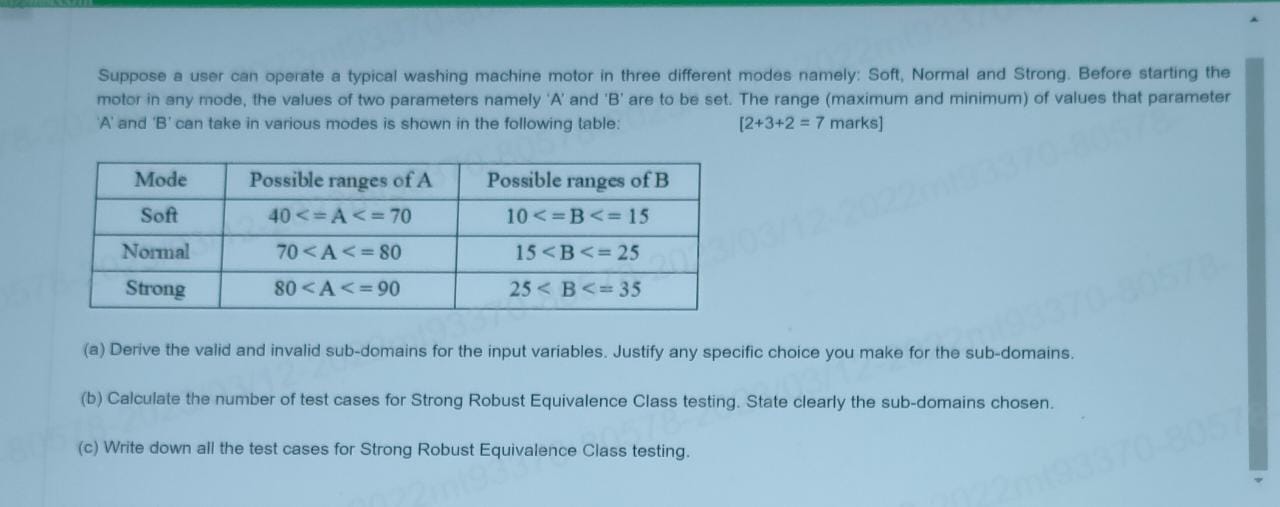 Suppose a user can operate a typical washing machine motor in three different modes namely: Soft, Normal and Strong. Before starting the
motor in any mode, the values of two parameters namely 'A' and 'B' are to be set. The range (maximum and minimum) of values that parameter
'A' and 'B' can take in various modes is shown in the following table: [2+3+2 = 7 marks]
Mode Possible ranges of A Possible ranges of B
Soft 40 <= A <= 70 10 <= B <= 15
Normal 70 < A <= 80 15 < B <= 25
Strong 80 < A <= 90 25 < B <= 35
(a) Derive the valid and invalid sub-domains for the input variables. Justify any specific choice you make for the sub-domains.
(b) Calculate the number of test cases for Strong Robust Equivalence Class testing. State clearly the sub-domains chosen.
(c) Write down all the test cases for Strong Robust Equivalence Class testing.